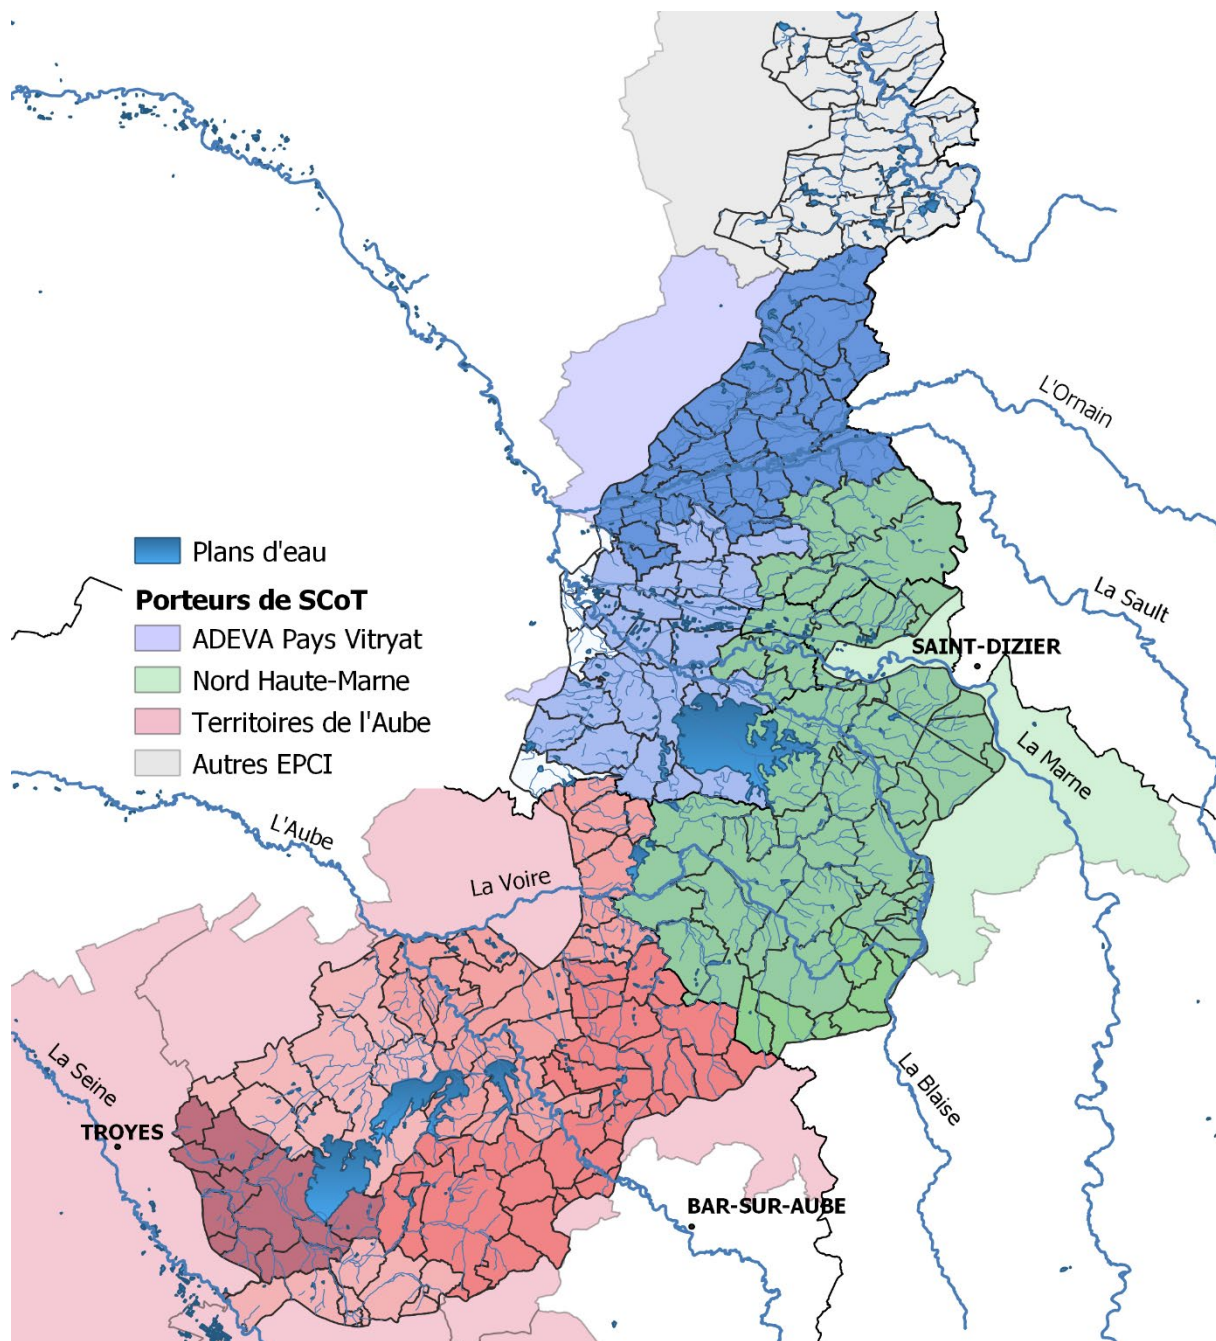 L'Ornain
Plans d'eau
Porteurs de SCoT
ADEVA Pays Vitryat
Nord Haute-Marne
Territoires de l'Aube
Autres EPCI
La Sault
SAINT-DIZIER
La Marne
L'Aube
La Voire
La Seine
TROYES
La Blaise
BAR-SUR-AUBE